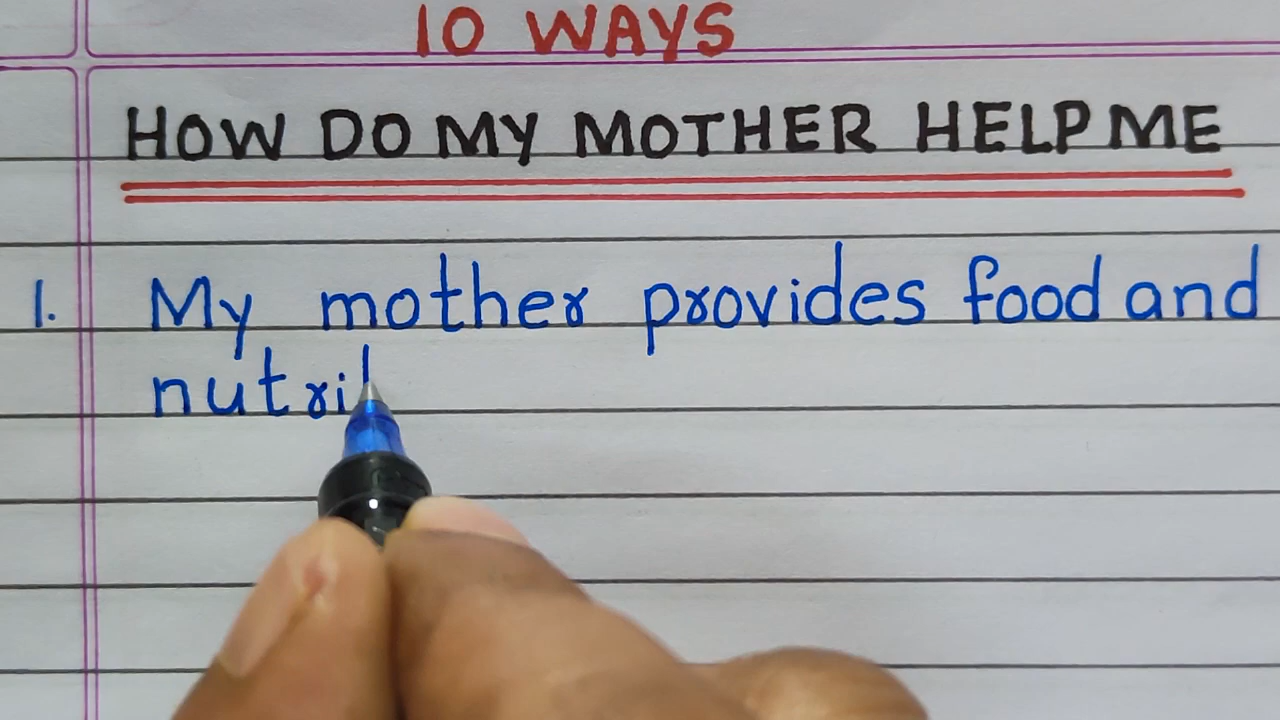 10 WAYS
HOW DO MY MOTHER HELP ME
1. My mother provides food and
nutri